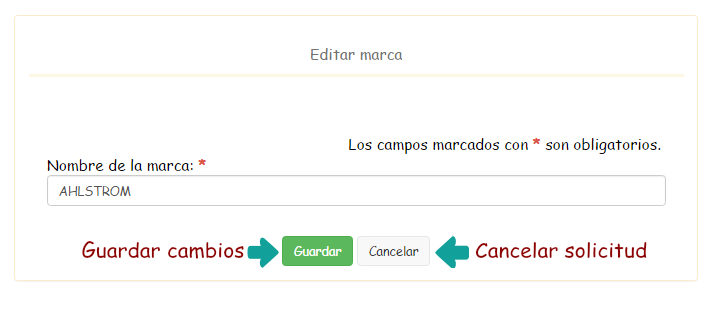 Editar marca
Los campos marcados con * son obligatorios.
Nombre de la marca: *
AHLSTROM
Guardar cambios Guardar Cancelar Cancelar solicitud